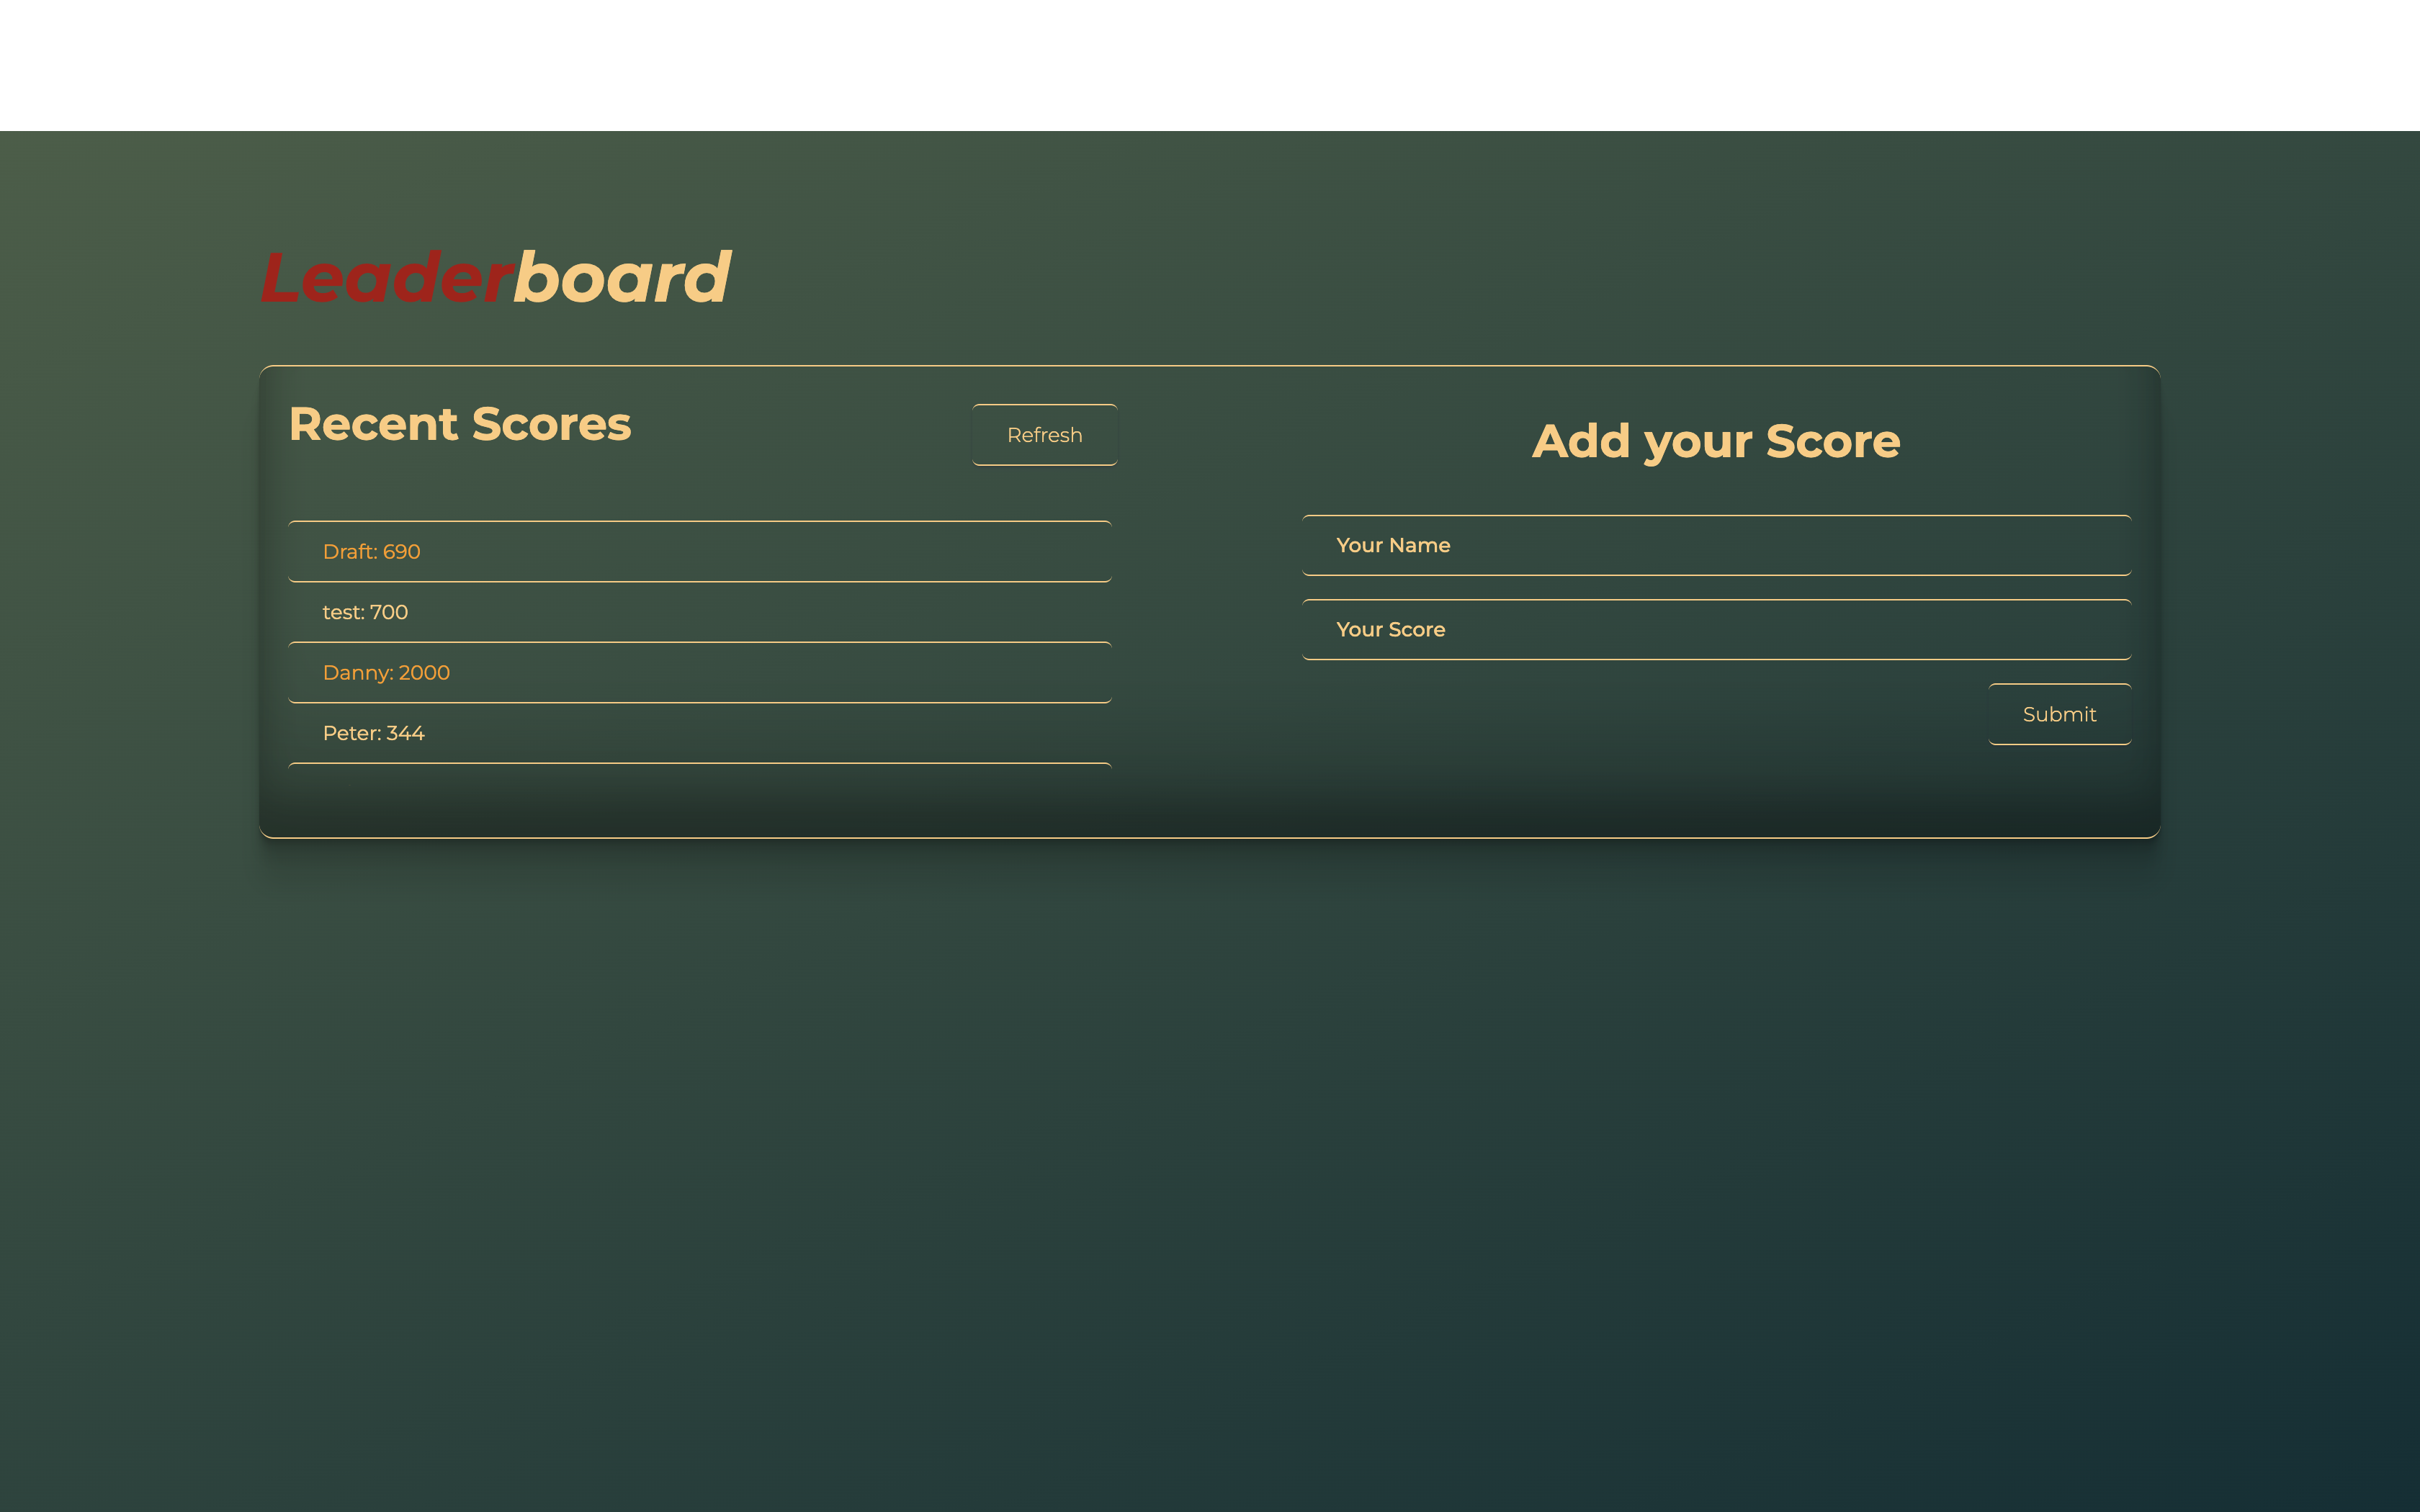 Leaderboard
Recent Scores
Refresh
Draft: 690
test: 700
Danny: 2000
Peter: 344
Add your Score
Your Name
Your Score
Submit